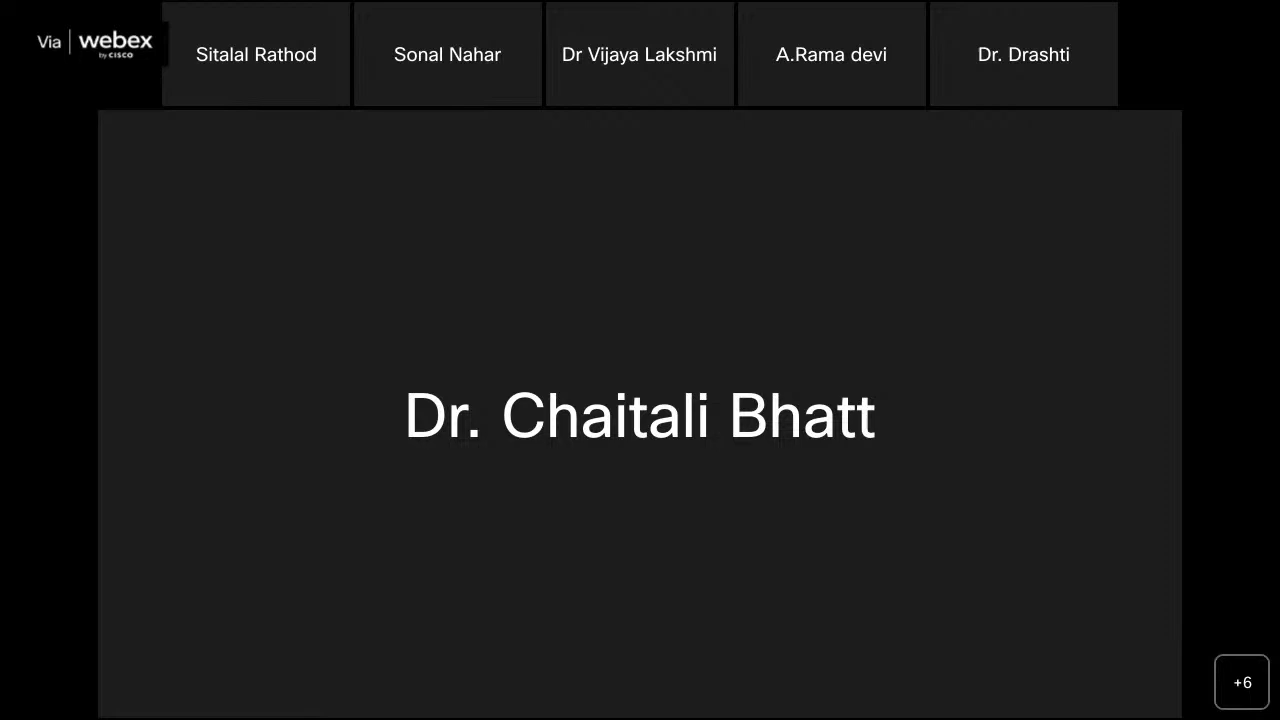 Via | webex
by CISCO
Sitalal Rathod
Sonal Nahar
Dr Vijaya Lakshmi
A.Rama devi
Dr. Drashti
Dr. Chaitali Bhatt
+6